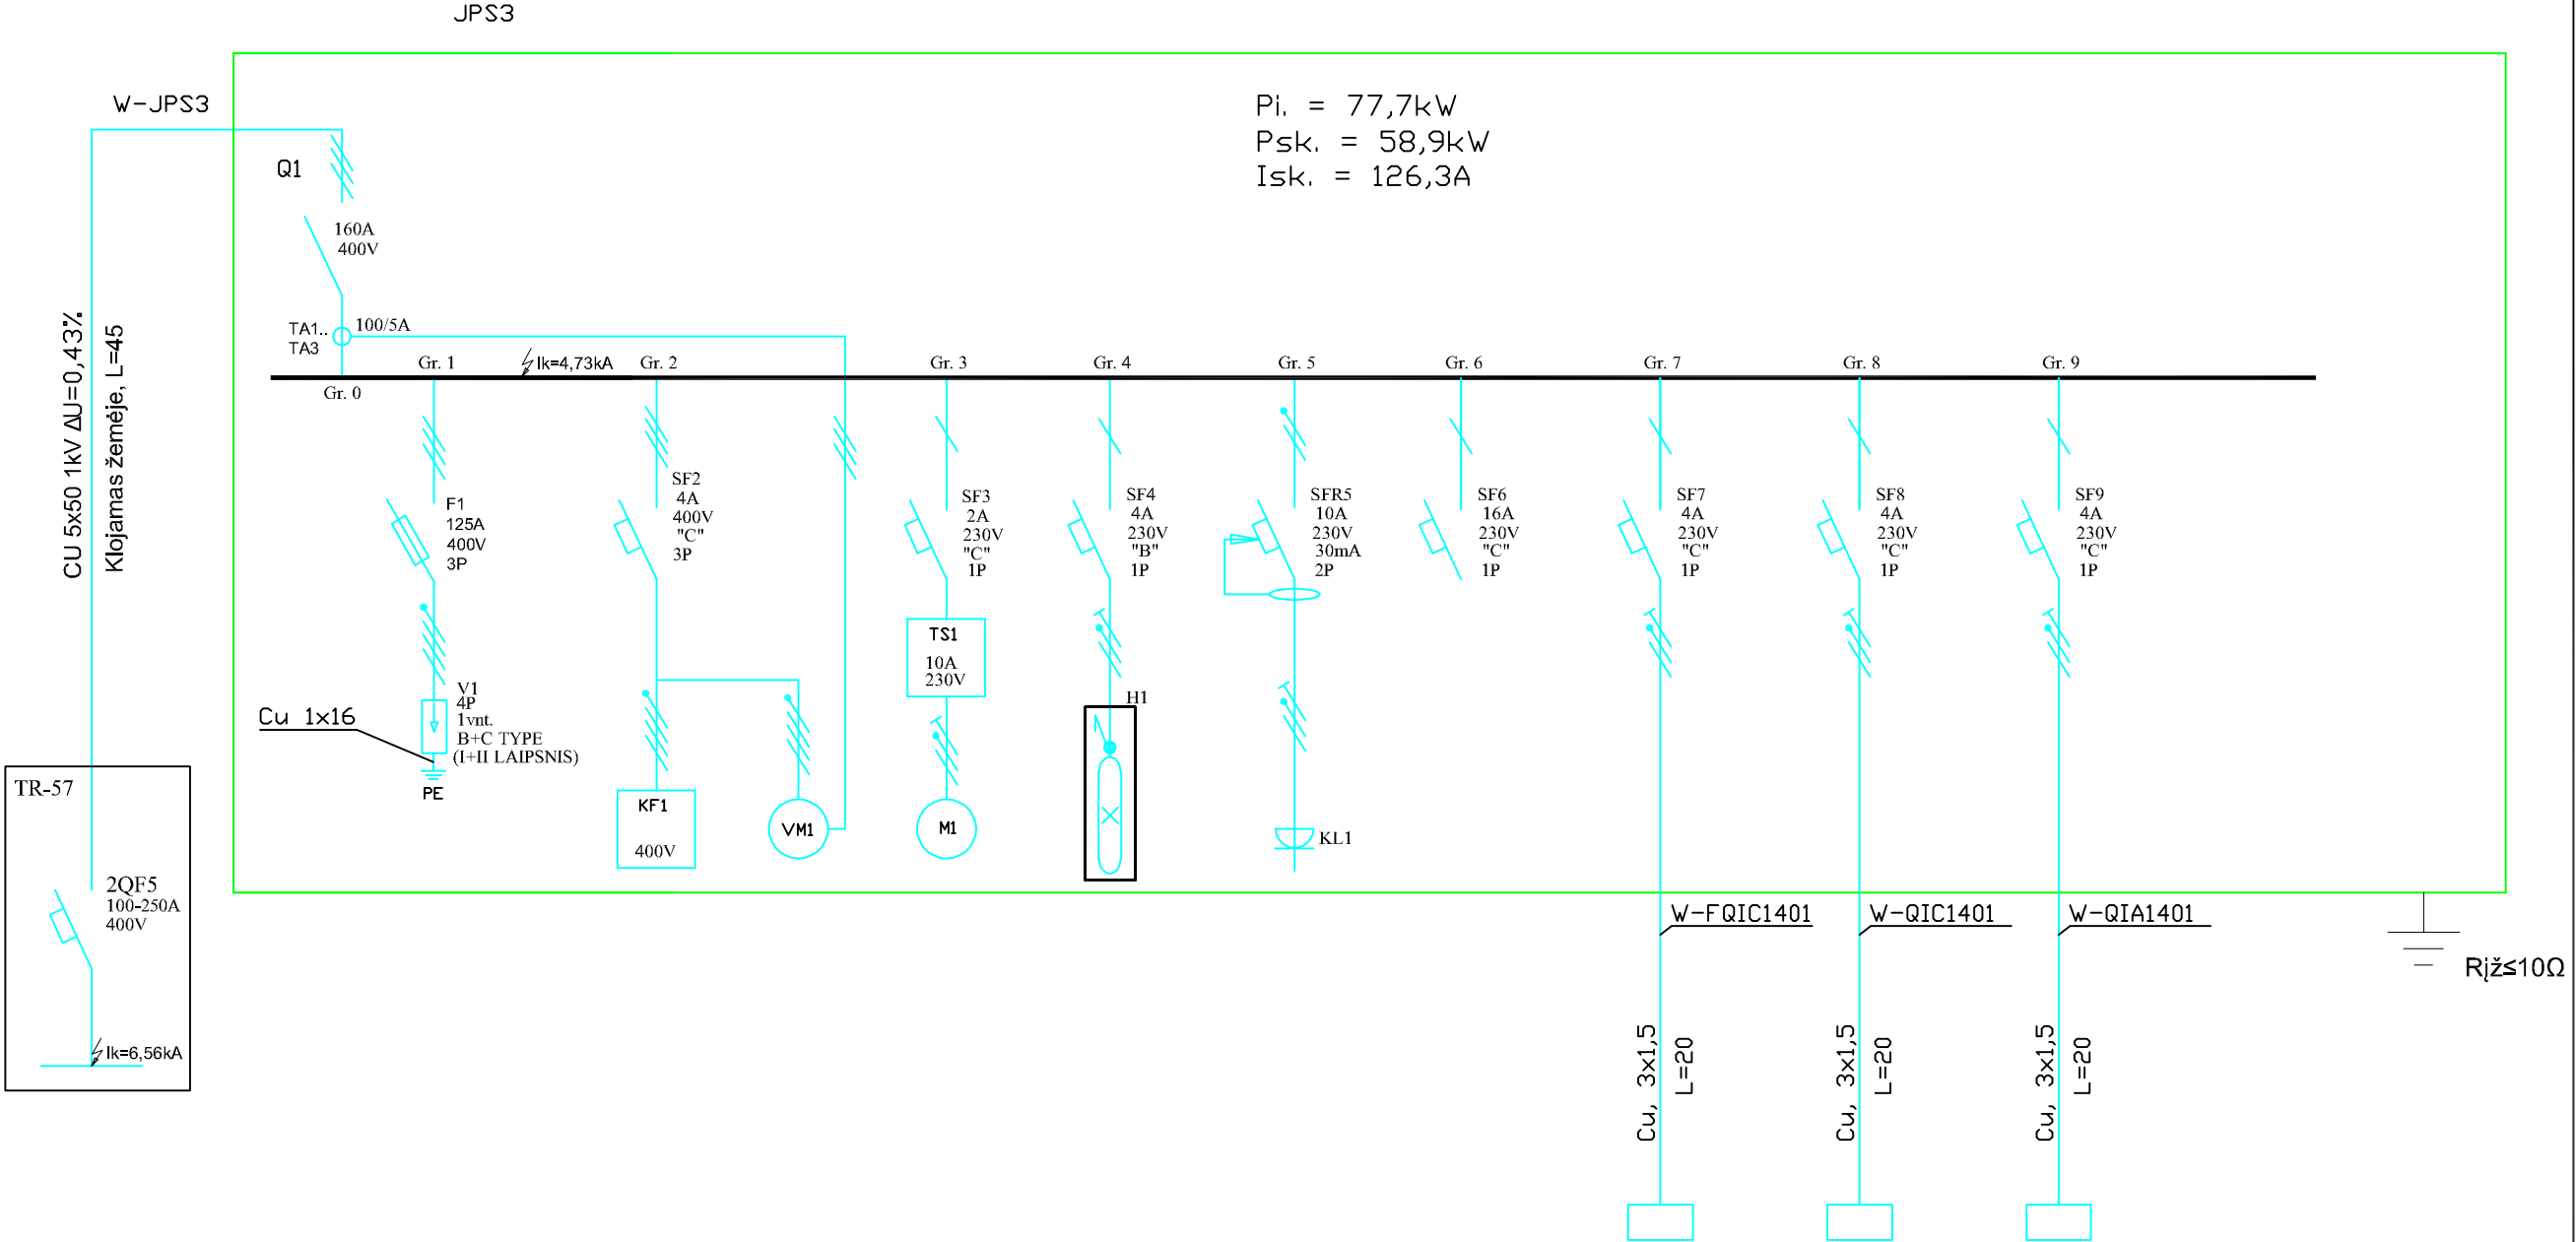 JPS3
W-JPS3
Pi. = 77,7kW
Psk. = 58,9kW
Isk. = 126,3A
Q1
160A
400V
TA1..
TA3
100/5A
CU 5x50 1kV ΔU=0,43%
Klojamas žemėje, L=45
Gr. 0
Gr. 1
Ik=4,73kA
Gr. 2
Gr. 3
Gr. 4
Gr. 5
Gr. 6
Gr. 7
Gr. 8
Gr. 9
F1
125A
400V
3P
SF2
4A
400V
"C"
3P
SF3
2A
230V
"C"
1P
SF4
4A
230V
"B"
1P
SFR5
10A
230V
30mA
2P
SF6
16A
230V
"C"
1P
SF7
4A
230V
"C"
1P
SF8
4A
230V
"C"
1P
SF9
4A
230V
"C"
1P
TS1
10A
230V
V1
4P
1vnt.
B+C TYPE
(I+II LAIPSNIS)
Cu 1x16
PE
KF1
400V
VM1
M1
H1
KL1
TR-57
2QF5
100-250A
400V
Ik=6,56kA
W-FQIC1401
W-QIC1401
W-QIA1401
Rįž≤10Ω
Cu, 3x1,5
L=20
Cu, 3x1,5
L=20
Cu, 3x1,5
L=20